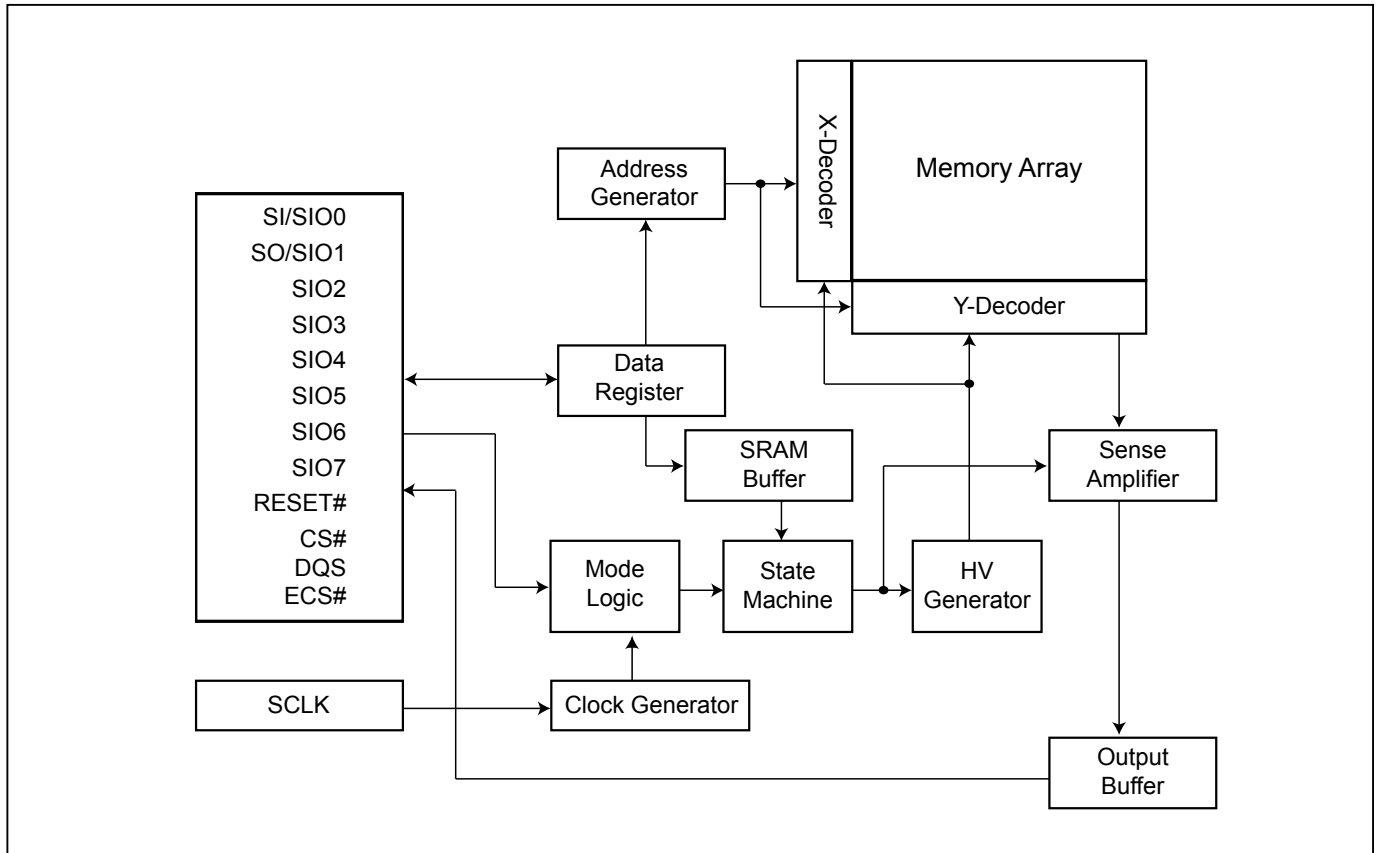 SI/SIO0
SO/SIO1
SIO2
SIO3
SIO4
SIO5
SIO6
SIO7
RESET#
CS#
DQS
ECS#
SCLK
Address
Generator
Data
Register
SRAM
Buffer
Mode
Logic
State
Machine
HV
Generator
Clock Generator
X-Decoder
Memory Array
Y-Decoder
Sense
Amplifier
Output
Buffer